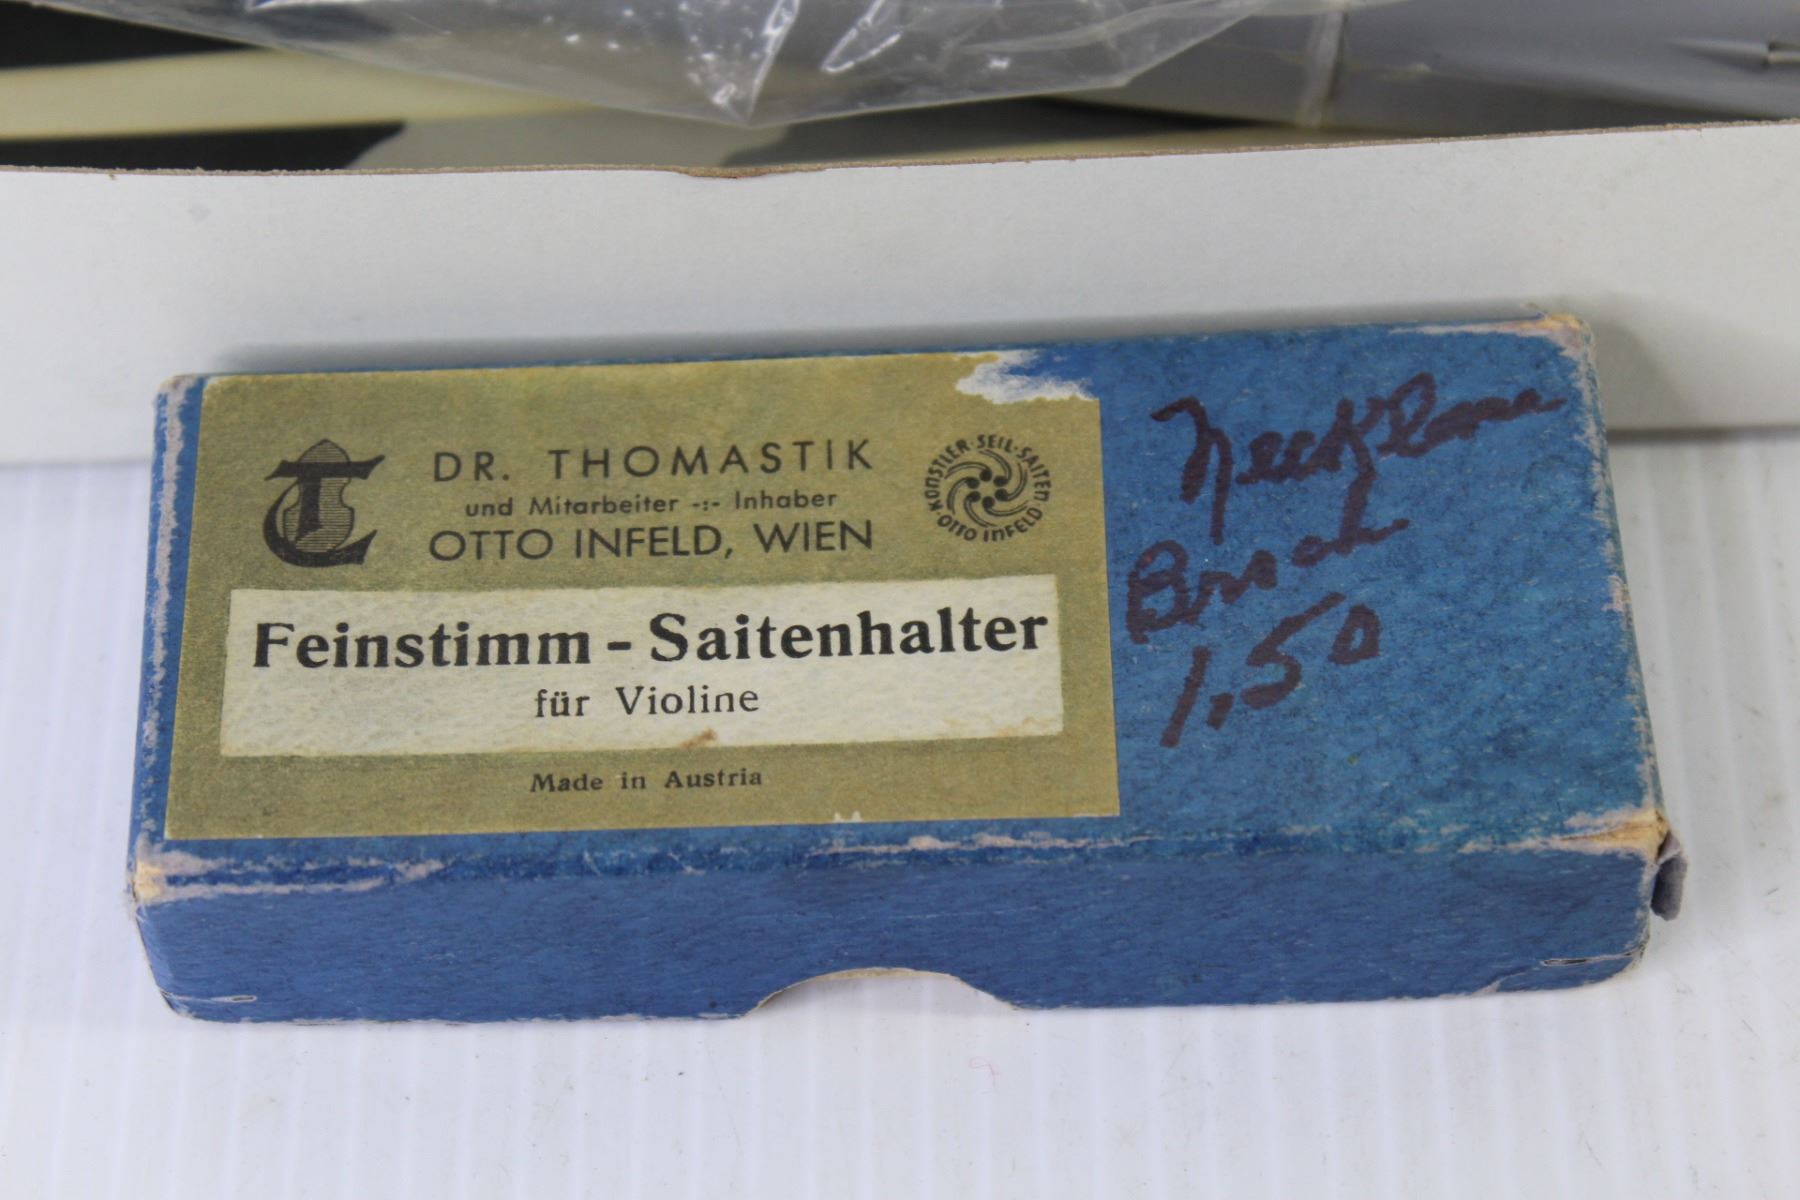 DR. THOMASTIK
und Mitarbeiter -:- Inhaber
OTTO INFELD, WIEN
KÜNSTLER · SEIL · SAITEN · OTTO INFELD ·
Feinstimm - Saitenhalter
für Violine
Made in Austria
Necklace
Broach
1.50